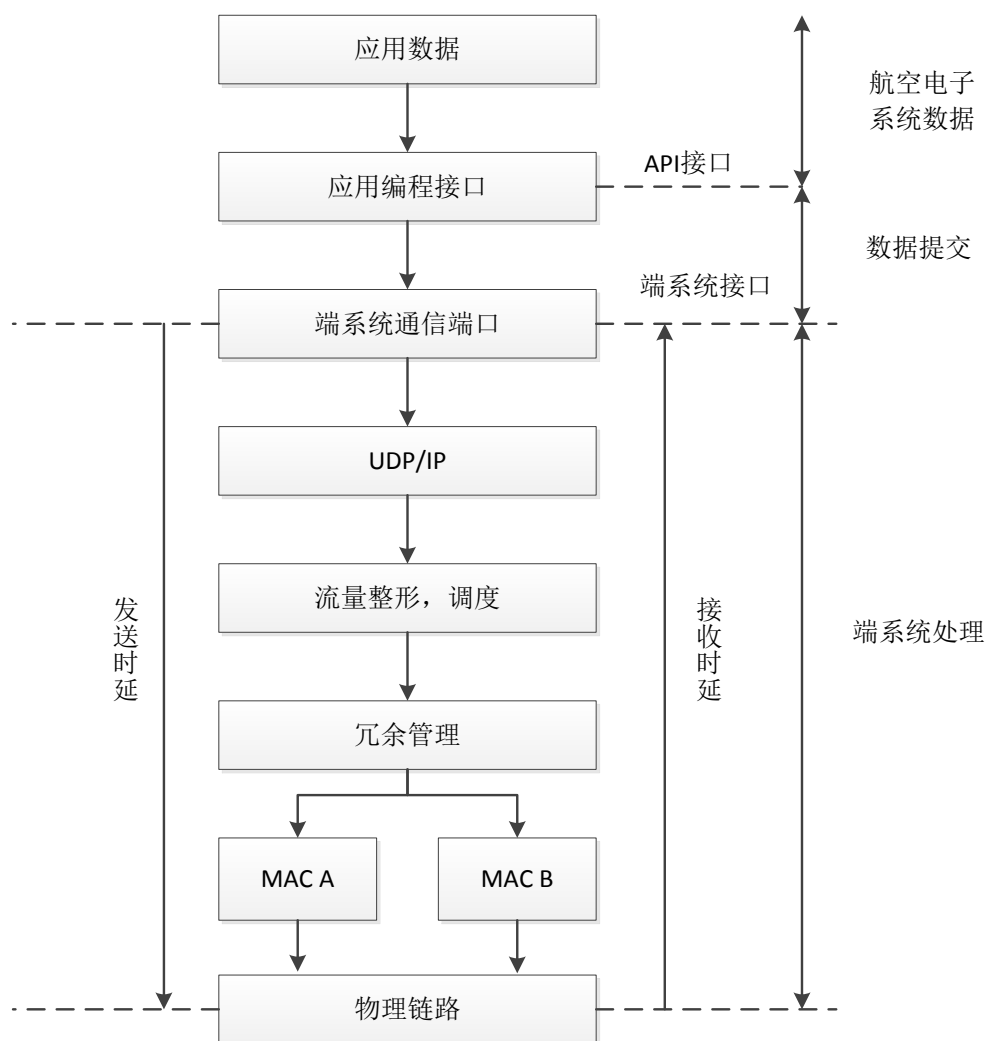 应用数据
航空电子
系统数据
API接口
应用编程接口
数据提交
端系统接口
端系统通信端口
UDP/IP
流量整形，调度
发送时延
接收时延
端系统处理
冗余管理
MAC A
MAC B
物理链路